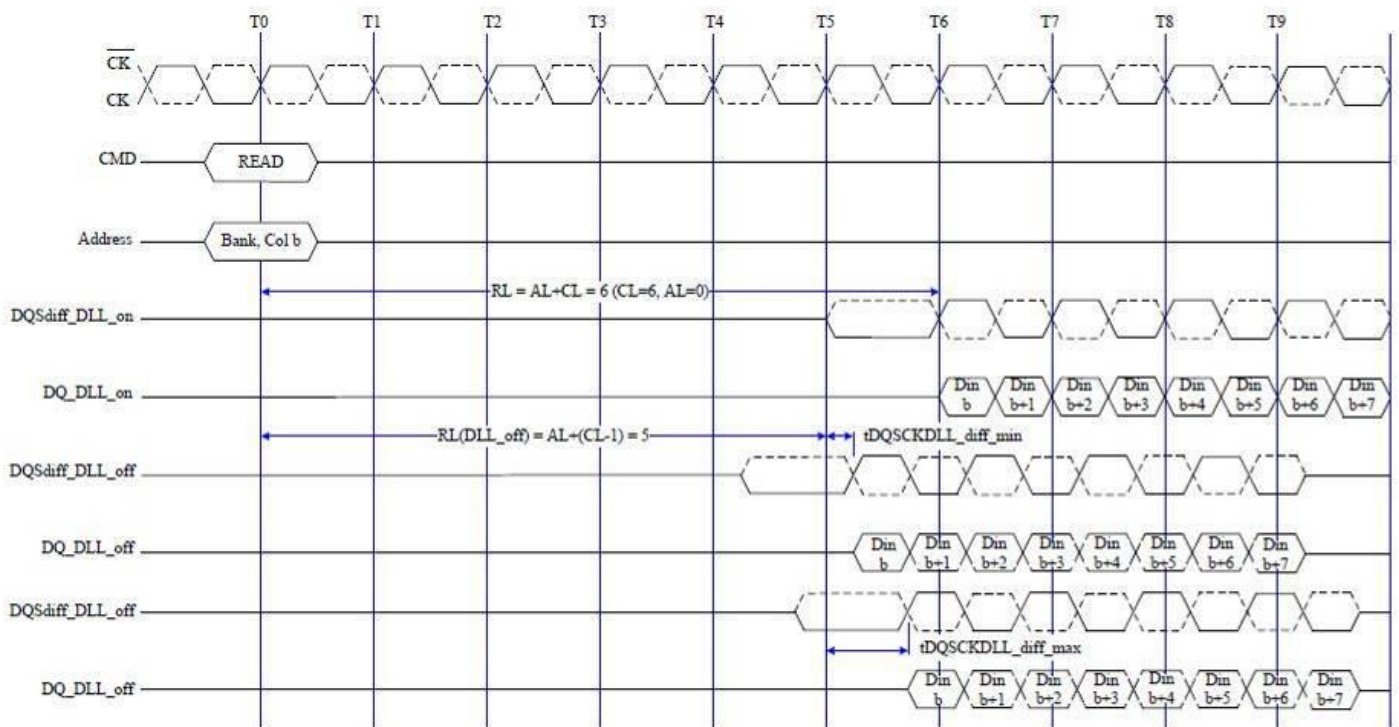 T0 T1 T2 T3 T4 T5 T6 T7 T8 T9
CK
CK
CMD READ
Address Bank, Col b
RL = AL+CL = 6 (CL=6, AL=0)
DQSdiff_DLL_on
DQ_DLL_on Din b Din b+1 Din b+2 Din b+3 Din b+4 Din b+5 Din b+6 Din b+7
RL(DLL_off) = AL+(CL-1) = 5 tDQSCKDLL_diff_min
DQSdiff_DLL_off
DQ_DLL_off Din b Din b+1 Din b+2 Din b+3 Din b+4 Din b+5 Din b+6 Din b+7
DQSdiff_DLL_off
tDQSCKDLL_diff_max
DQ_DLL_off Din b Din b+1 Din b+2 Din b+3 Din b+4 Din b+5 Din b+6 Din b+7